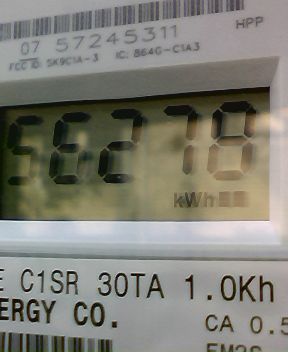 HPP
07 57245311
FCC ID: SK9C1A-3 IC: 864G-C1A3
56278
kWh
E C1SR 30TA 1.0Kh
ERGY CO.
CA 0.5